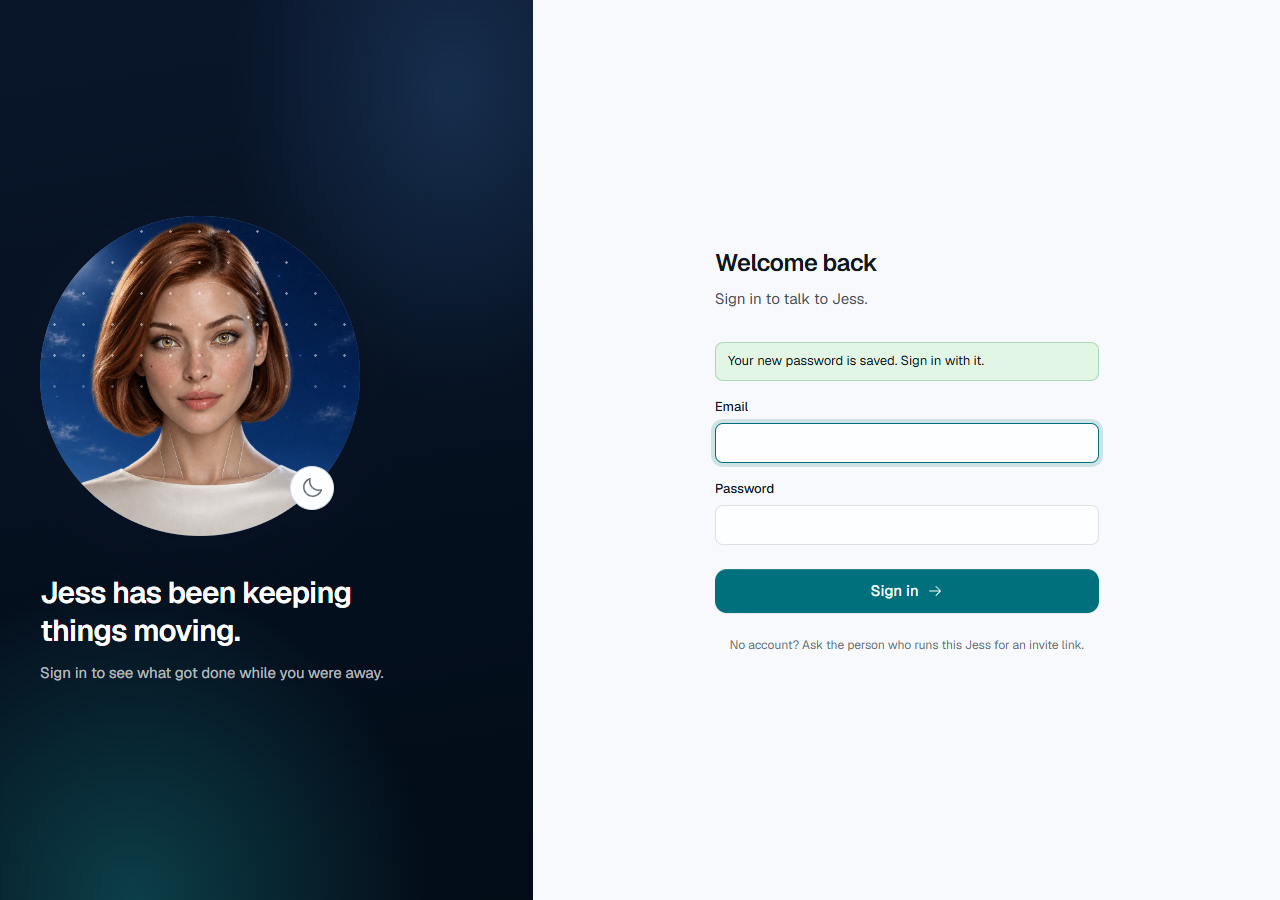 Jess has been keeping
things moving.
Sign in to see what got done while you were away.
Welcome back
Sign in to talk to Jess.
Your new password is saved. Sign in with it.
Email
Password
Sign in
No account? Ask the person who runs this Jess for an invite link.